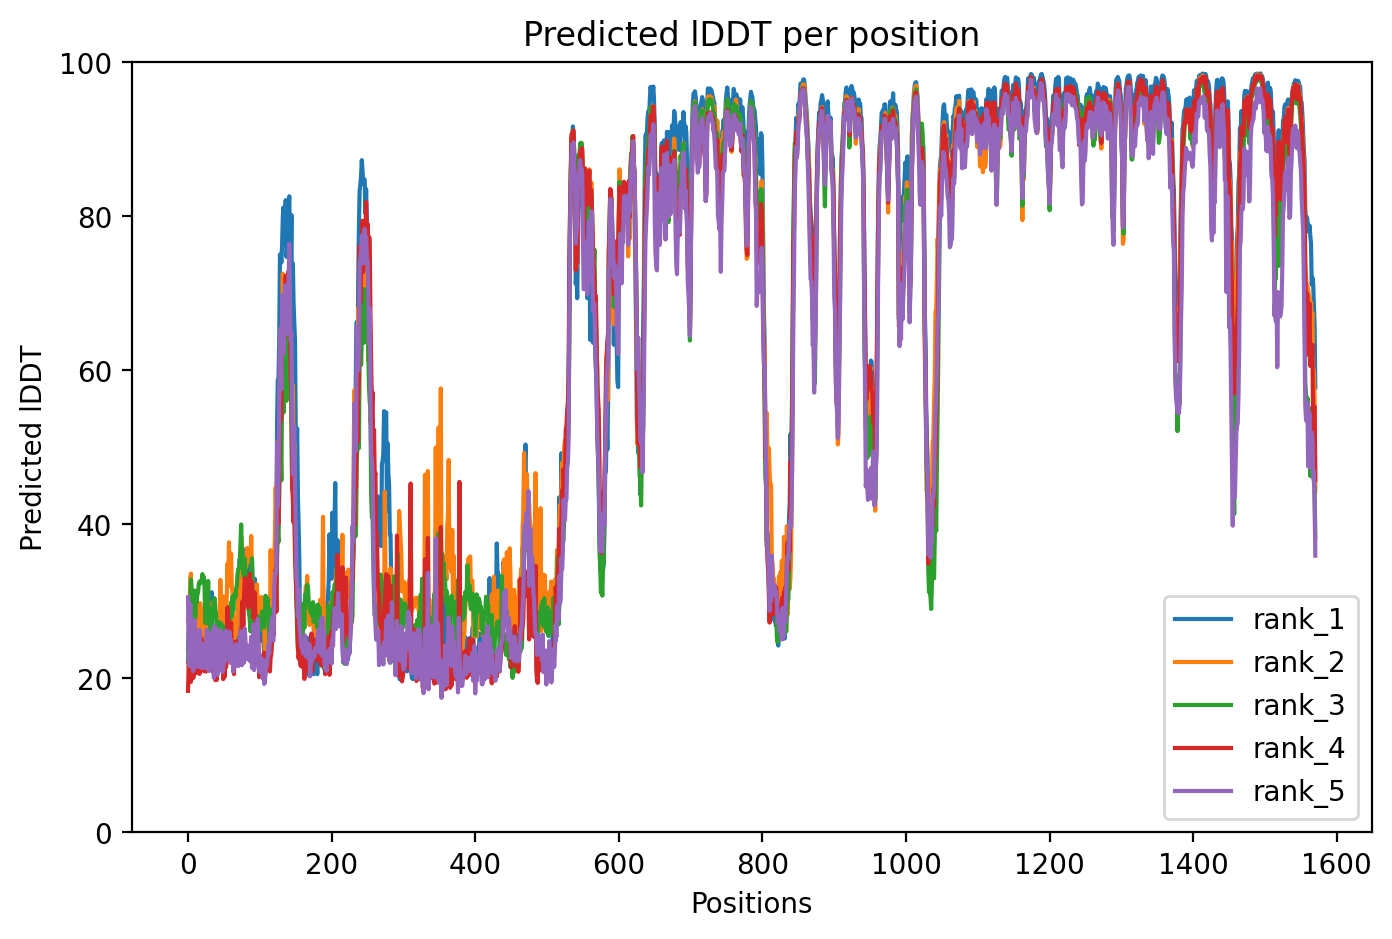 Predicted lDDT per position
Predicted lDDT
100
80
60
40
20
0
0 200 400 600 800 1000 1200 1400 1600
Positions
rank_1
rank_2
rank_3
rank_4
rank_5